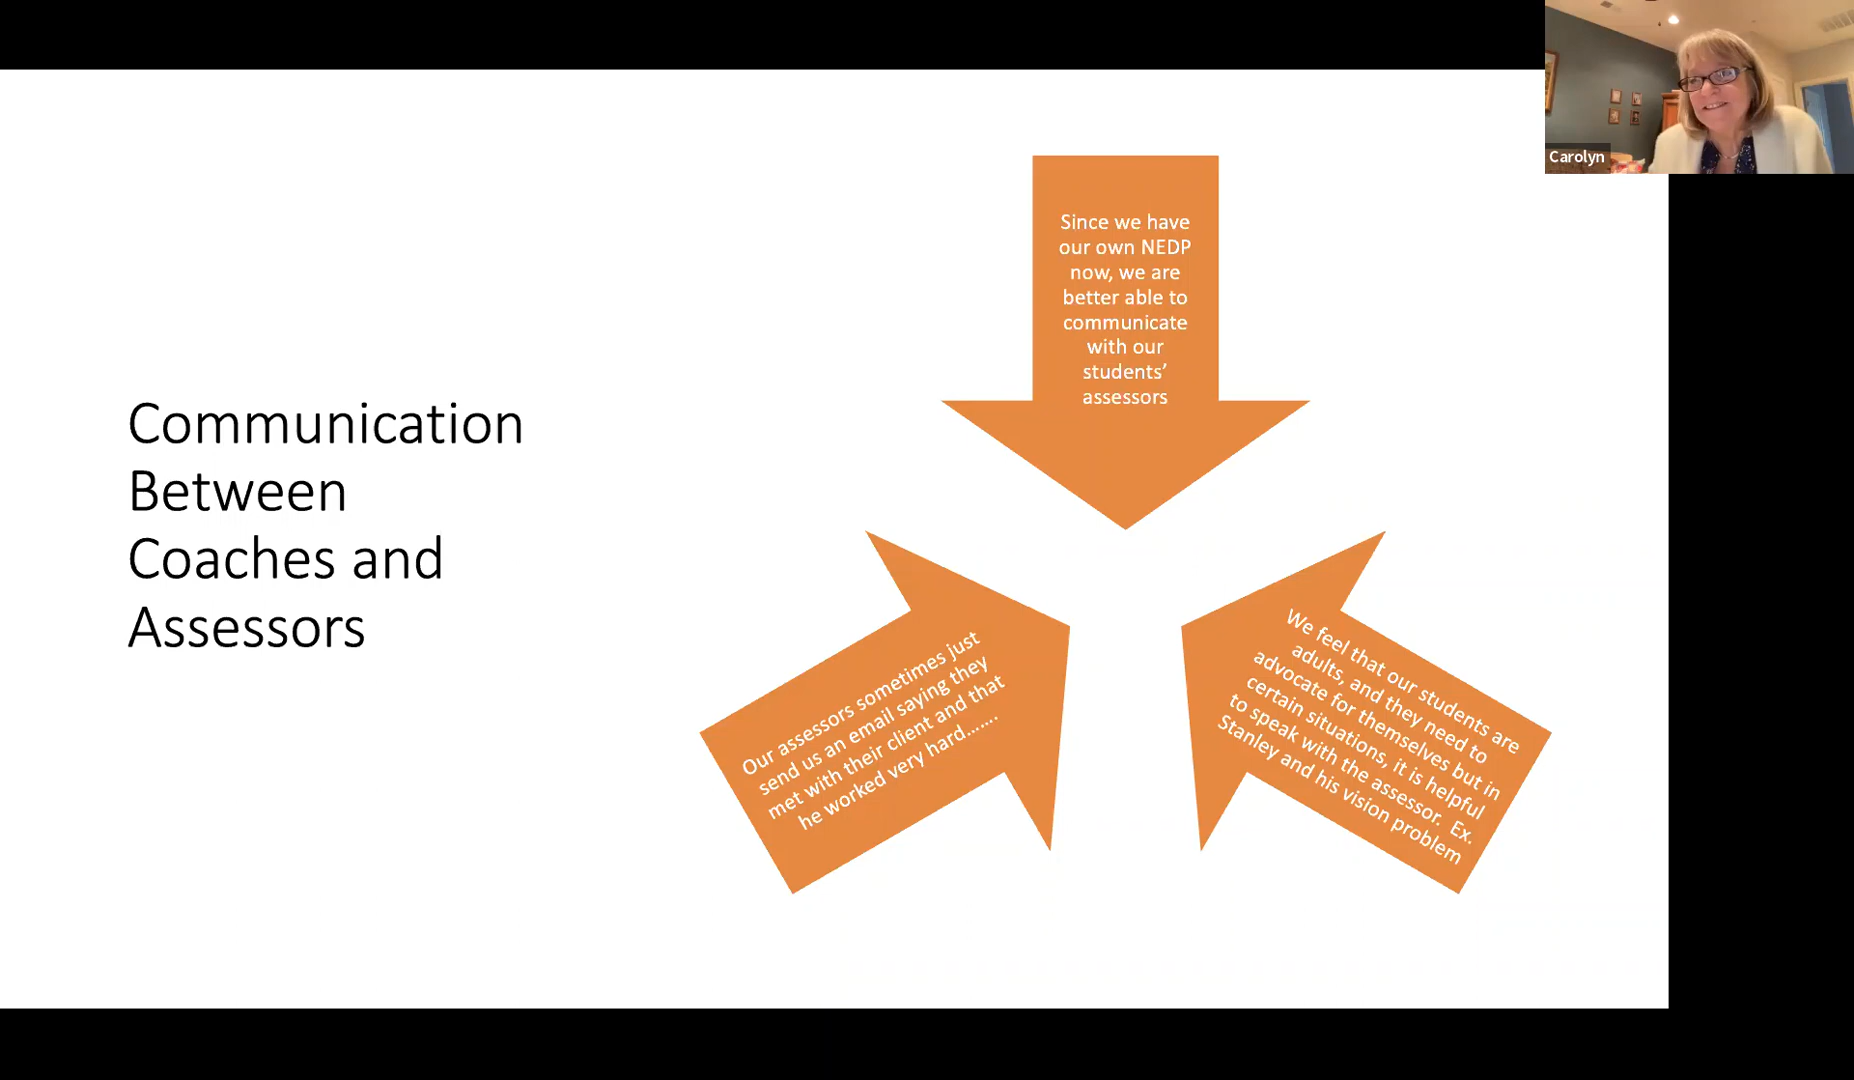 Carolyn
Communication
Between
Coaches and
Assessors
Since we have
our own NEDP
now, we are
better able to
communicate
with our
students’
assessors
Our assessors sometimes just
send us an email saying they
met with their client and that
he worked very hard…….
We feel that our students are
adults, and they need to
advocate for themselves but in
certain situations, it is helpful
to speak with the assessor. Ex.
Stanley and his vision problem